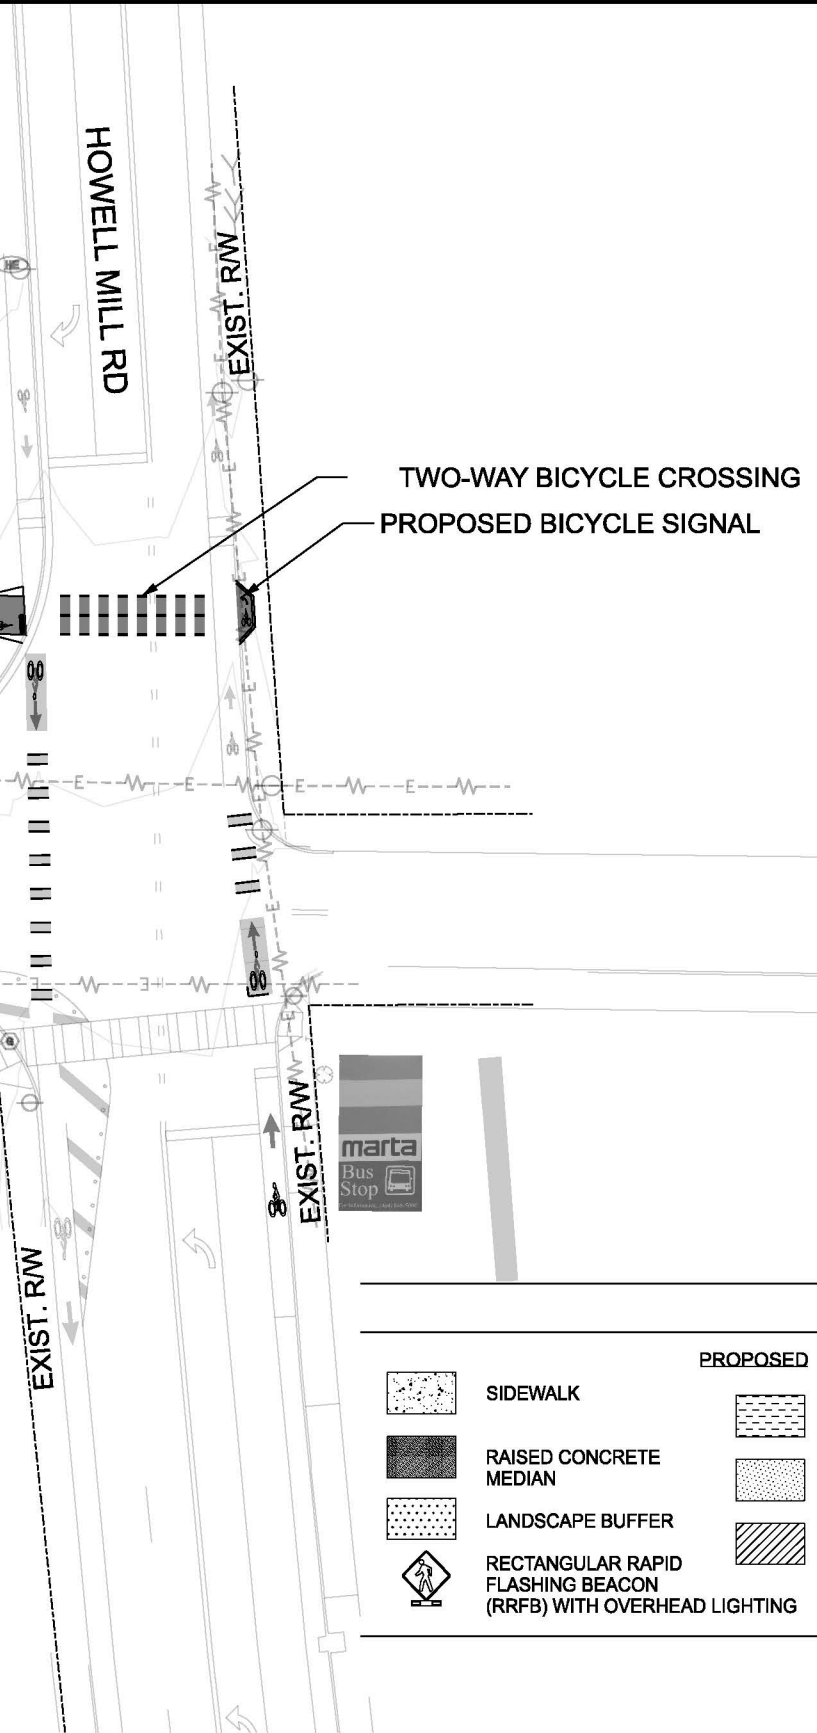 HOWELL MILL RD
EXIST. R/W
TWO-WAY BICYCLE CROSSING
PROPOSED BICYCLE SIGNAL
E
E
E
E
E
E
E
E
E
EXIST. R/W
marta
Bus
Stop
EXIST. R/W
PROPOSED
SIDEWALK
RAISED CONCRETE
MEDIAN
LANDSCAPE BUFFER
RECTANGULAR RAPID
FLASHING BEACON
(RRFB) WITH OVERHEAD LIGHTING